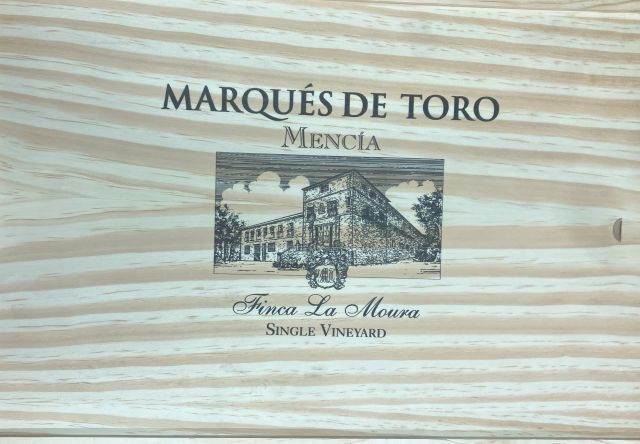 MARQUÉS DE TORO
MENCÍA
Finca La Moura
SINGLE VINEYARD